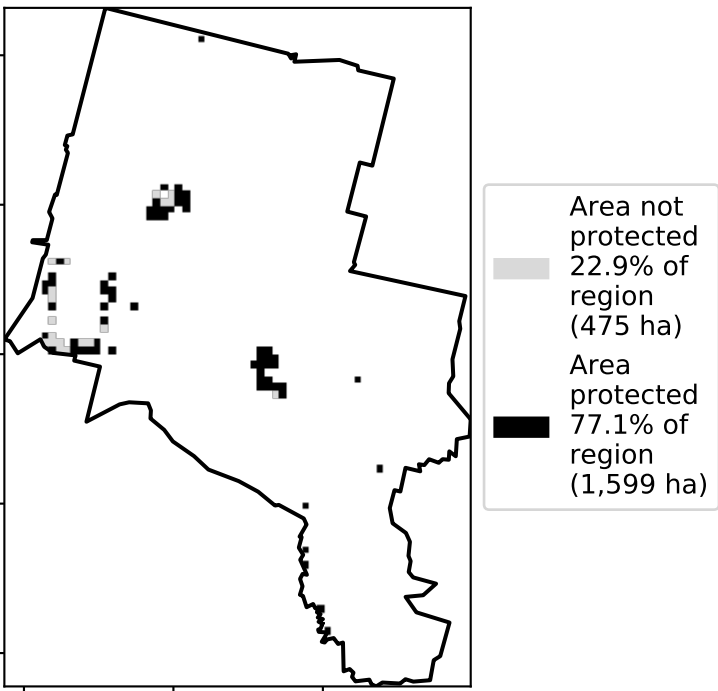 Area not
protected
22.9% of
region
(475 ha)
Area
protected
77.1% of
region
(1,599 ha)